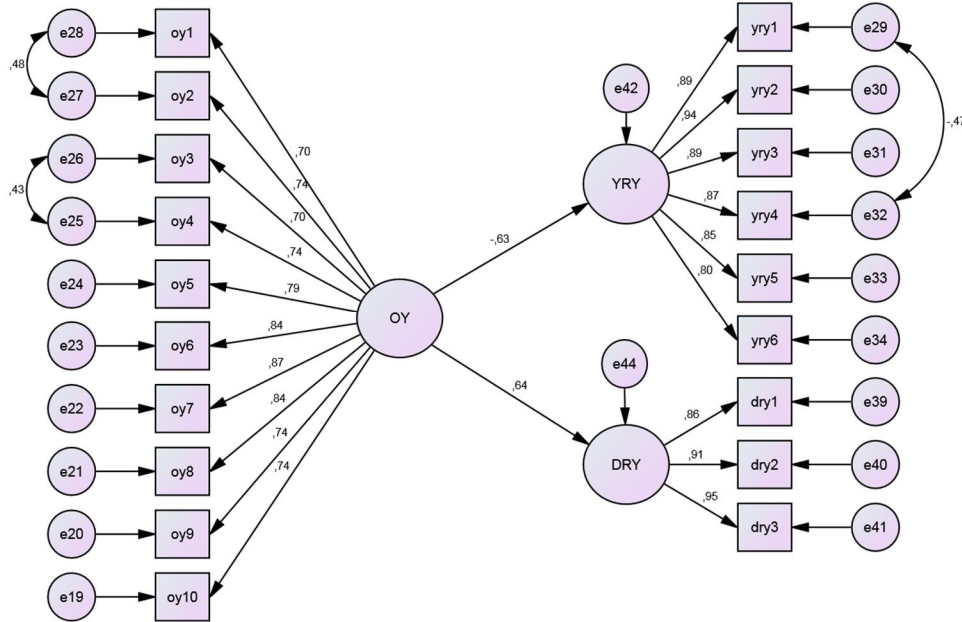 e28
oy1
,48
e27
oy2
e26
oy3
,43
e25
oy4
e24
oy5
e23
oy6
e22
oy7
e21
oy8
e20
oy9
e19
oy10
,70
,74
,70
,74
,79
,84
,87
,84
,74
,74
OY
-,63
,64
e42
YRY
,89
,94
,89
,87
,85
,80
yry1
e29
yry2
e30
yry3
e31
yry4
e32
yry5
e33
yry6
e34
-,47
e44
DRY
,86
,91
,95
dry1
e39
dry2
e40
dry3
e41